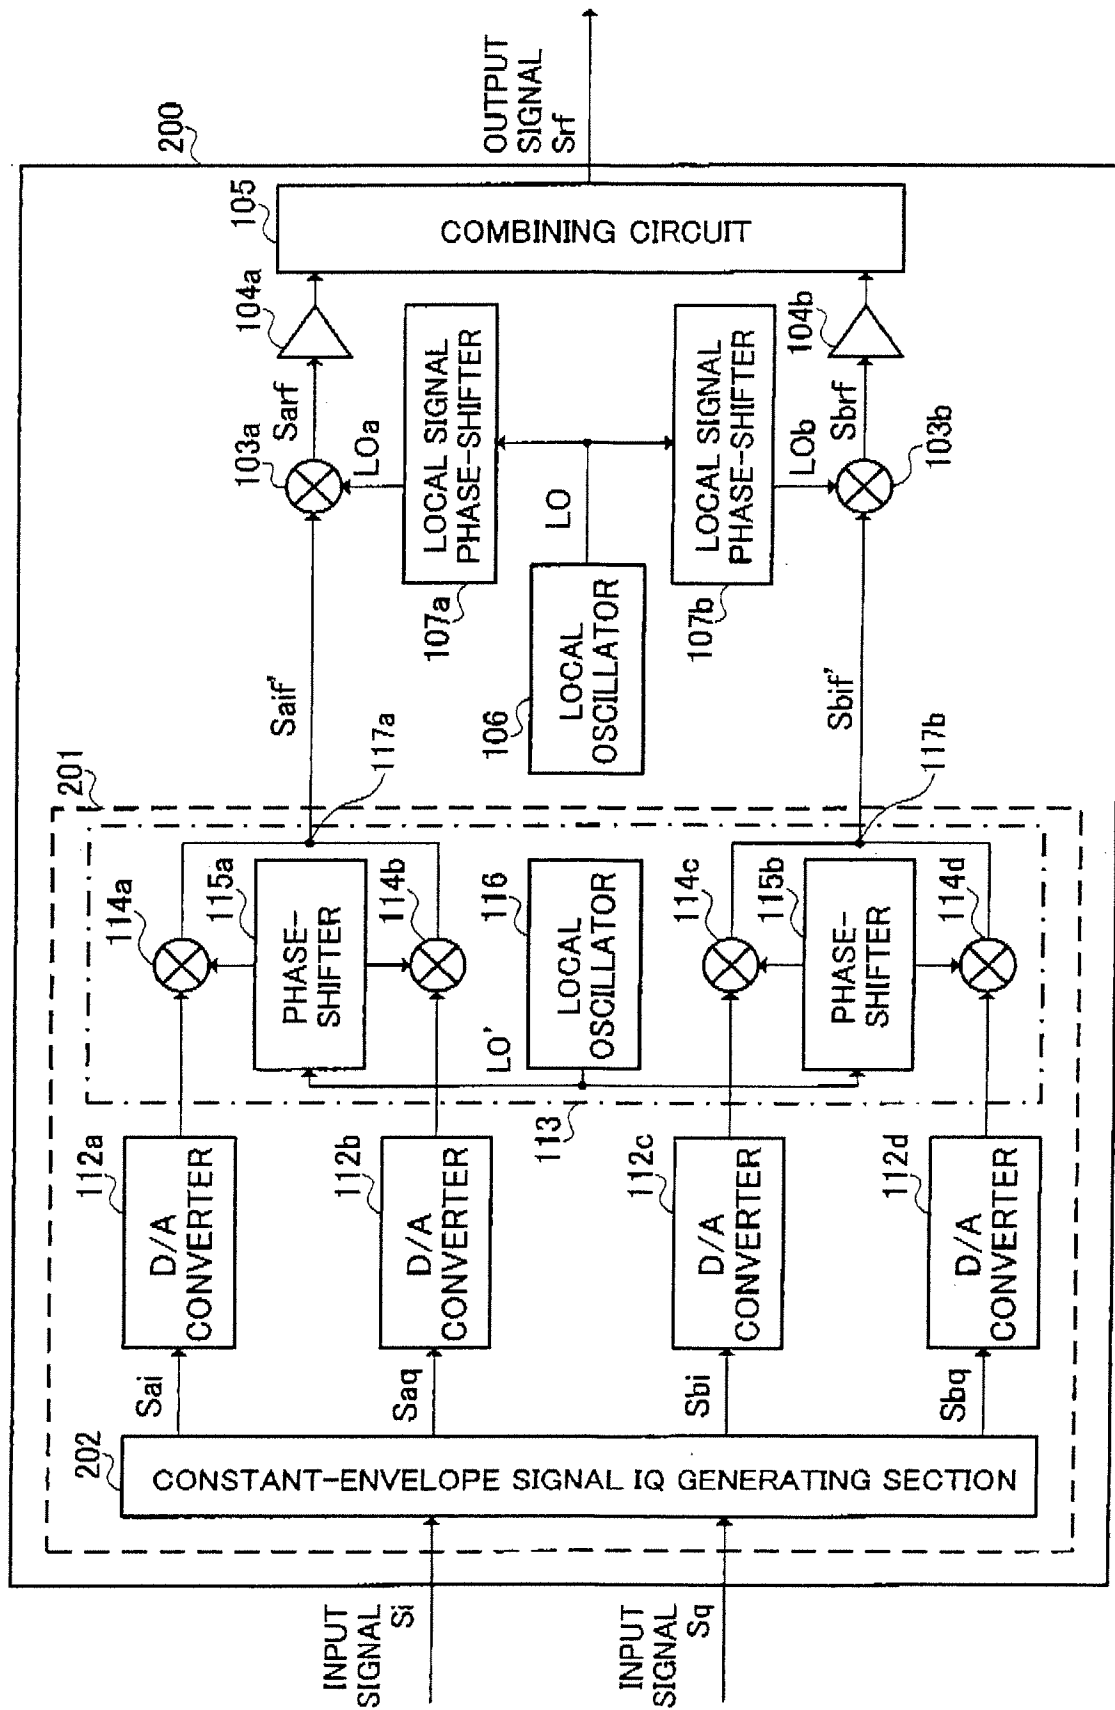 200
INPUT
SIGNAL
Si
INPUT
SIGNAL
Sq
202
CONSTANT-ENVELOPE SIGNAL IQ GENERATING SECTION
201
Sai
Saq
Sbi
Sbq
112a
D/A
CONVERTER
112b
D/A
CONVERTER
112c
D/A
CONVERTER
112d
D/A
CONVERTER
113
114a
115a
PHASE-
SHIFTER
114b
LO'
116
LOCAL
OSCILLATOR
114c
115b
PHASE-
SHIFTER
114d
117a
117b
Saif'
Sbif'
106
LOCAL
OSCILLATOR
LO
103a
LOa
107a
LOCAL SIGNAL
PHASE-SHIFTER
107b
LOCAL SIGNAL
PHASE-SHIFTER
LOb
103b
Sarf
Sbrf
104a
104b
105
COMBINING CIRCUIT
OUTPUT
SIGNAL
Srf